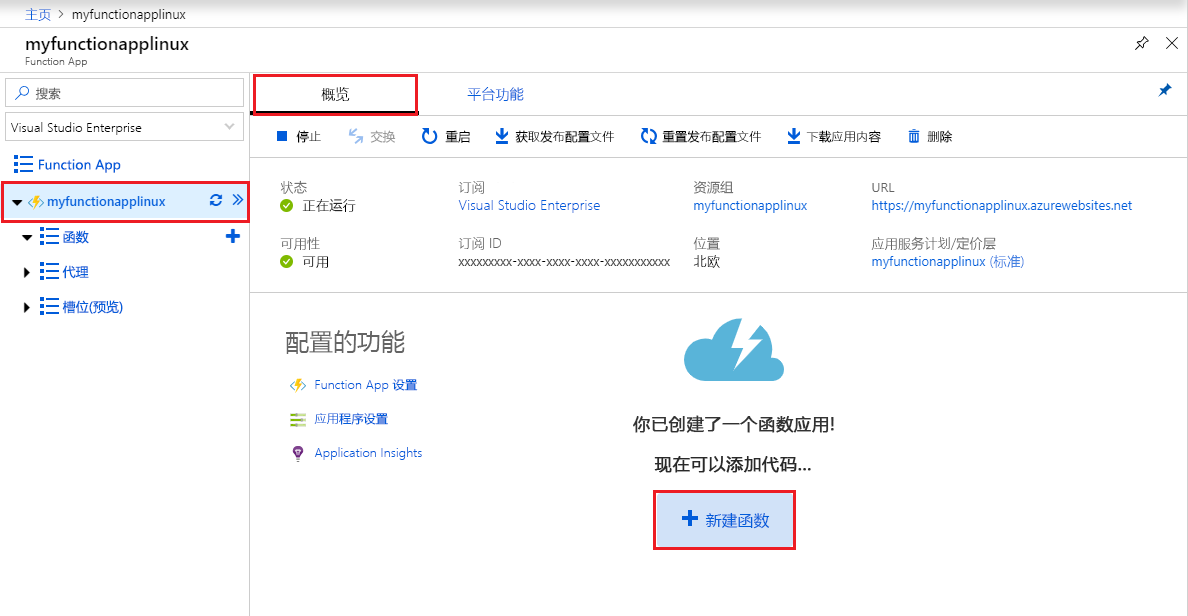 主页 > myfunctionapplinux
myfunctionapplinux
Function App
搜索
Visual Studio Enterprise
Function App
myfunctionapplinux
函数
代理
槽位(预览)
概览 平台功能
停止 交换 重启 获取发布配置文件 重置发布配置文件 下载应用内容 删除
状态 订阅 资源组 URL
正在运行 Visual Studio Enterprise myfunctionapplinux https://myfunctionapplinux.azurewebsites.net
可用性 订阅 ID 位置 应用服务计划/定价层
可用 xxxxxxxxx-xxxx-xxxx-xxxx-xxxxxxxxxxx 北欧 myfunctionapplinux (标准)
配置的功能
Function App 设置
应用程序设置
Application Insights
你已创建了一个函数应用!
现在可以添加代码...
新建函数